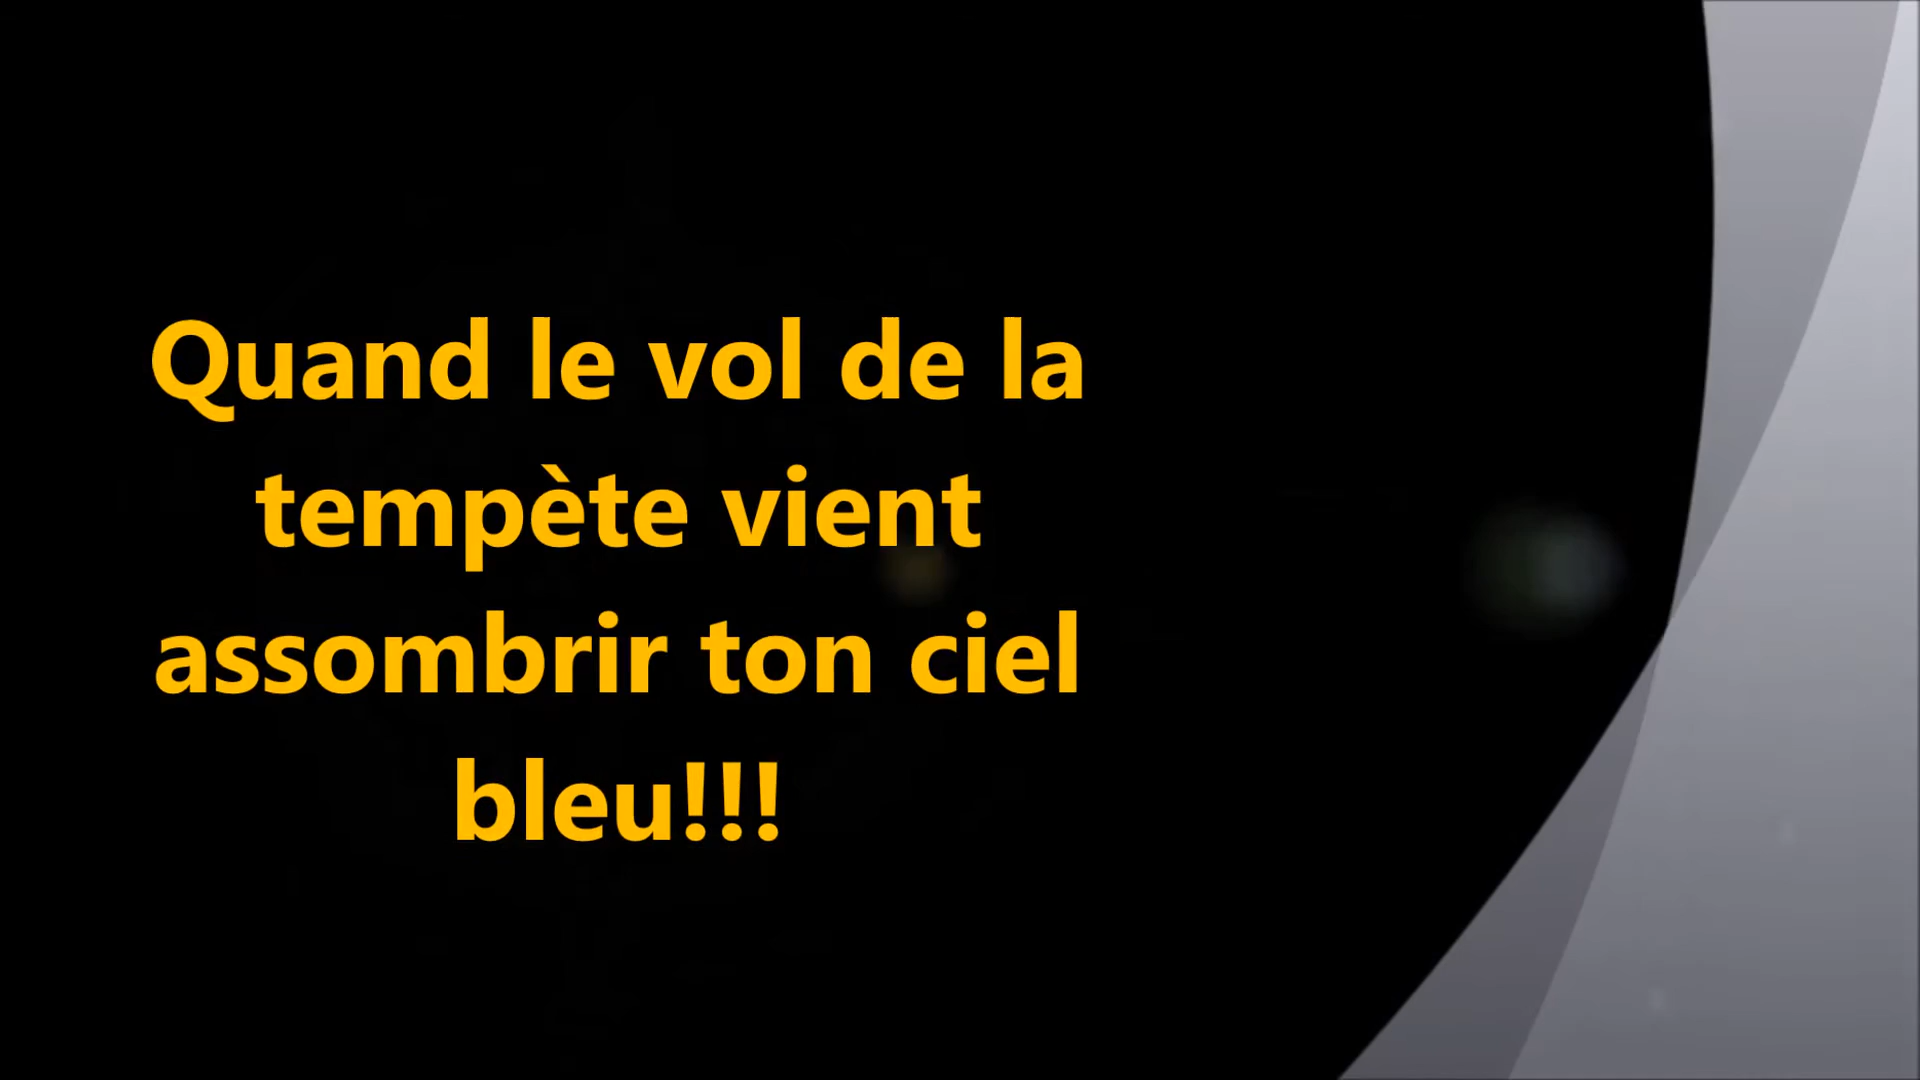 Quand le vol de la
tempète vient
assombrir ton ciel
bleu!!!